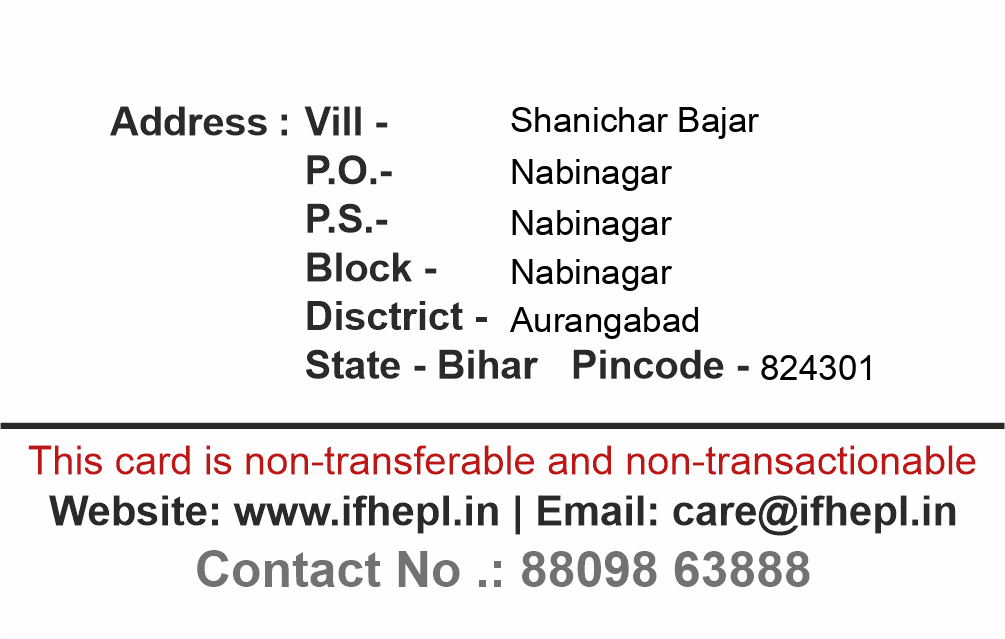 Address : Vill - Shanichar Bajar
P.O.- Nabinagar
P.S.- Nabinagar
Block - Nabinagar
Disctrict - Aurangabad
State - Bihar Pincode - 824301
This card is non-transferable and non-transactionable
Website: www.ifhepl.in | Email: care@ifhepl.in
Contact No .: 88098 63888